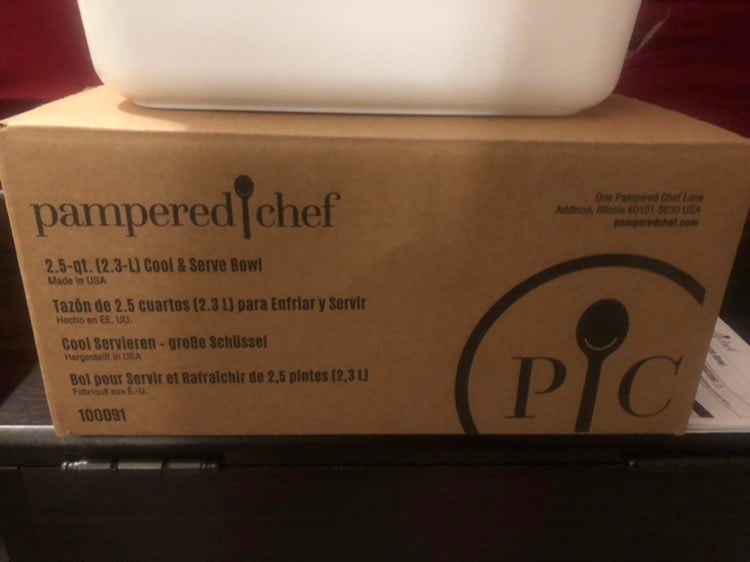 pampered chef
One Pampered Chef Lane
Addison, Illinois 60101-5630 USA
pamperedchef.com
2.5-qt. (2.3-L) Cool & Serve Bowl
Made in USA
Tazón de 2.5 cuartos (2.3 L) para Enfriar y Servir
Hecho en EE. UU.
Cool Servieren - große Schüssel
Hergestellt in USA
Bol pour Servir et Rafraîchir de 2,5 pintes (2,3 L)
Fabriqué aux É.-U.
100091
P C
chef